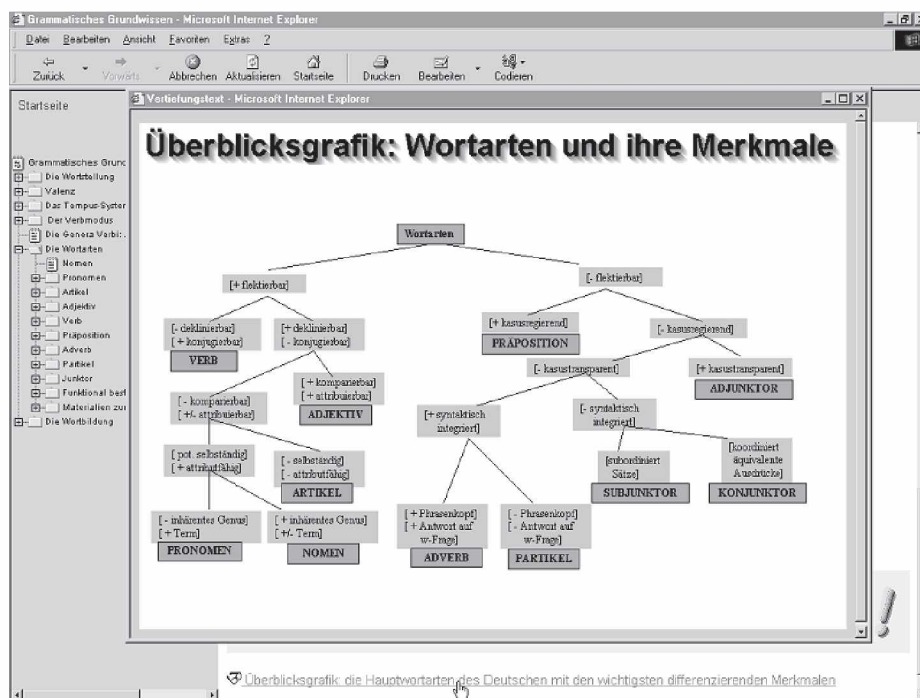 Grammatisches Grundwissen - Microsoft Internet Explorer
Datei Bearbeiten Ansicht Favoriten Extras ?
Zurück Vorwärts Abbrechen Aktualisieren Startseite Drucken Bearbeiten Codieren
Startseite
Grammatisches Grunc
Die Wortstellung
Valenz
Das Tempus-Syster
Der Verbmodus
Die Genera Verbi:
Die Wortarten
Nomen
Pronomen
Artikel
Adjektiv
Verb
Präposition
Adverb
Partikel
Junktor
Funktional best
Materialien zur
Die Wortbildung
Vertiefungstext - Microsoft Internet Explorer
Überblicksgrafik: Wortarten und ihre Merkmale
Wortarten
[+ flektierbar]
[- flektierbar]
[- deklinierbar]
[+ konjugierbar]
VERB
[+ deklinierbar]
[- konjugierbar]
[+ kasusregierend]
PRÄPOSITION
[- kasusregierend]
[- komparierbar]
[+/- attribuierbar]
[+ komparierbar]
[+ attribuierbar]
ADJEKTIV
[- kasustransparent]
[+ kasustransparent]
ADJUNKTOR
[+ syntaktisch
integriert]
[- syntaktisch
integriert]
[pot. selbständig]
[+ attributfähig]
[- selbständig]
[- attributfähig]
ARTIKEL
[subordiniert
Sätze]
SUBJUNKTOR
[koordiniert
äquivalente
Ausdrücke]
KONJUNKTOR
[- inhärentes Genus]
[+ Term]
PRONOMEN
[+ inhärentes Genus]
[+/- Term]
NOMEN
[+ Phrasenkopf]
[+ Antwort auf
w-Frage]
ADVERB
[- Phrasenkopf]
[- Antwort auf
w-Frage]
PARTIKEL
!
Überblicksgrafik: die Hauptwortarten des Deutschen mit den wichtigsten differenzierenden Merkmalen